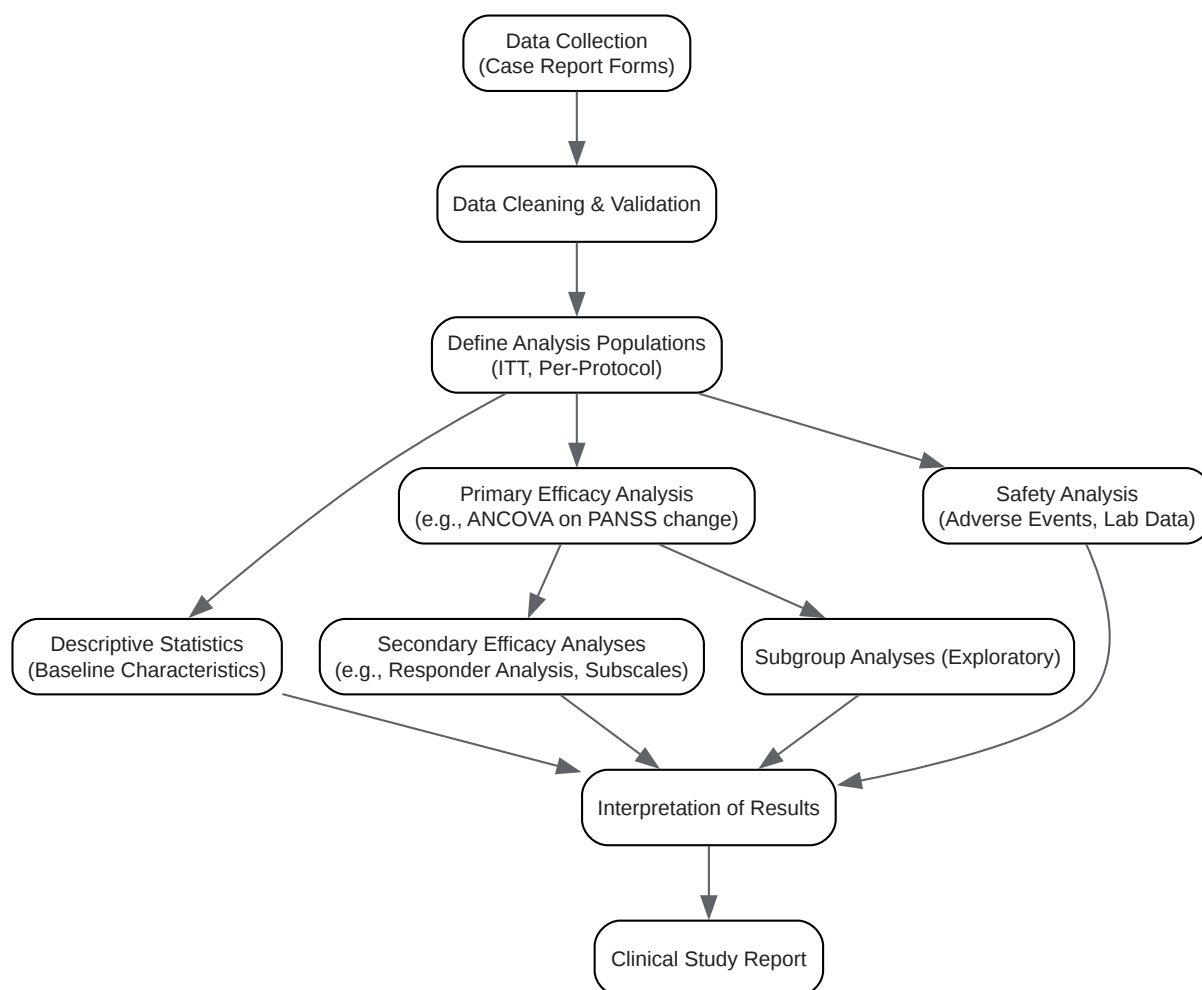 Data Collection
(Case Report Forms)
Data Cleaning & Validation
Define Analysis Populations
(ITT, Per-Protocol)
Primary Efficacy Analysis
(e.g., ANCOVA on PANSS change)
Safety Analysis
(Adverse Events, Lab Data)
Descriptive Statistics
(Baseline Characteristics)
Secondary Efficacy Analyses
(e.g., Responder Analysis, Subscales)
Subgroup Analyses (Exploratory)
Interpretation of Results
Clinical Study Report